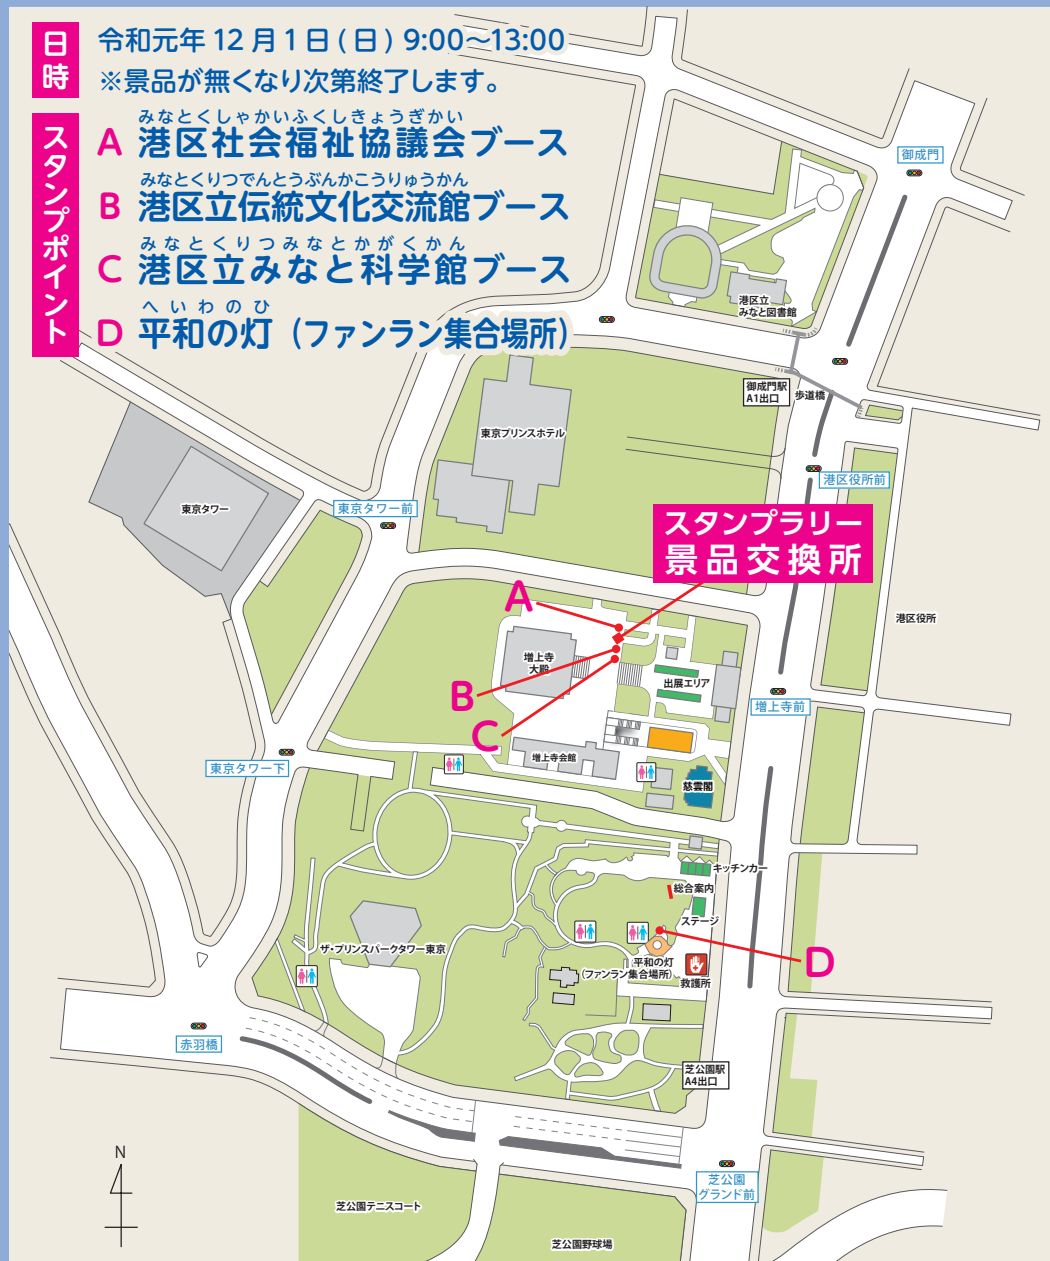 日時
令和元年 12 月 1 日 ( 日 ) 9:00～13:00
※景品が無くなり次第終了します。
スタンプポイント
みなとくしゃかいふくしきょうぎかい
A 港区社会福祉協議会ブース
みなとくりつでんとうぶんかこうりゅうかん
B 港区立伝統文化交流館ブース
みなとくりつみなとかがくかん
C 港区立みなと科学館ブース
へいわのひ
D 平和の灯（ファンラン集合場所）
御成門
港区立
みなと図書館
御成門駅
A1出口
歩道橋
東京プリンスホテル
港区役所前
東京タワー
東京タワー前
スタンプラリー
景品交換所
港区役所
A
増上寺
大殿
B
出展エリア
C
増上寺前
増上寺会館
東京タワー下
慈雲閣
キッチンカー
総合案内
ステージ
ザ・プリンスパークタワー東京
平和の灯
(ファンラン集合場所)
救護所
D
赤羽橋
芝公園駅
A4出口
N
芝公園
グランド前
芝公園テニスコート
芝公園野球場